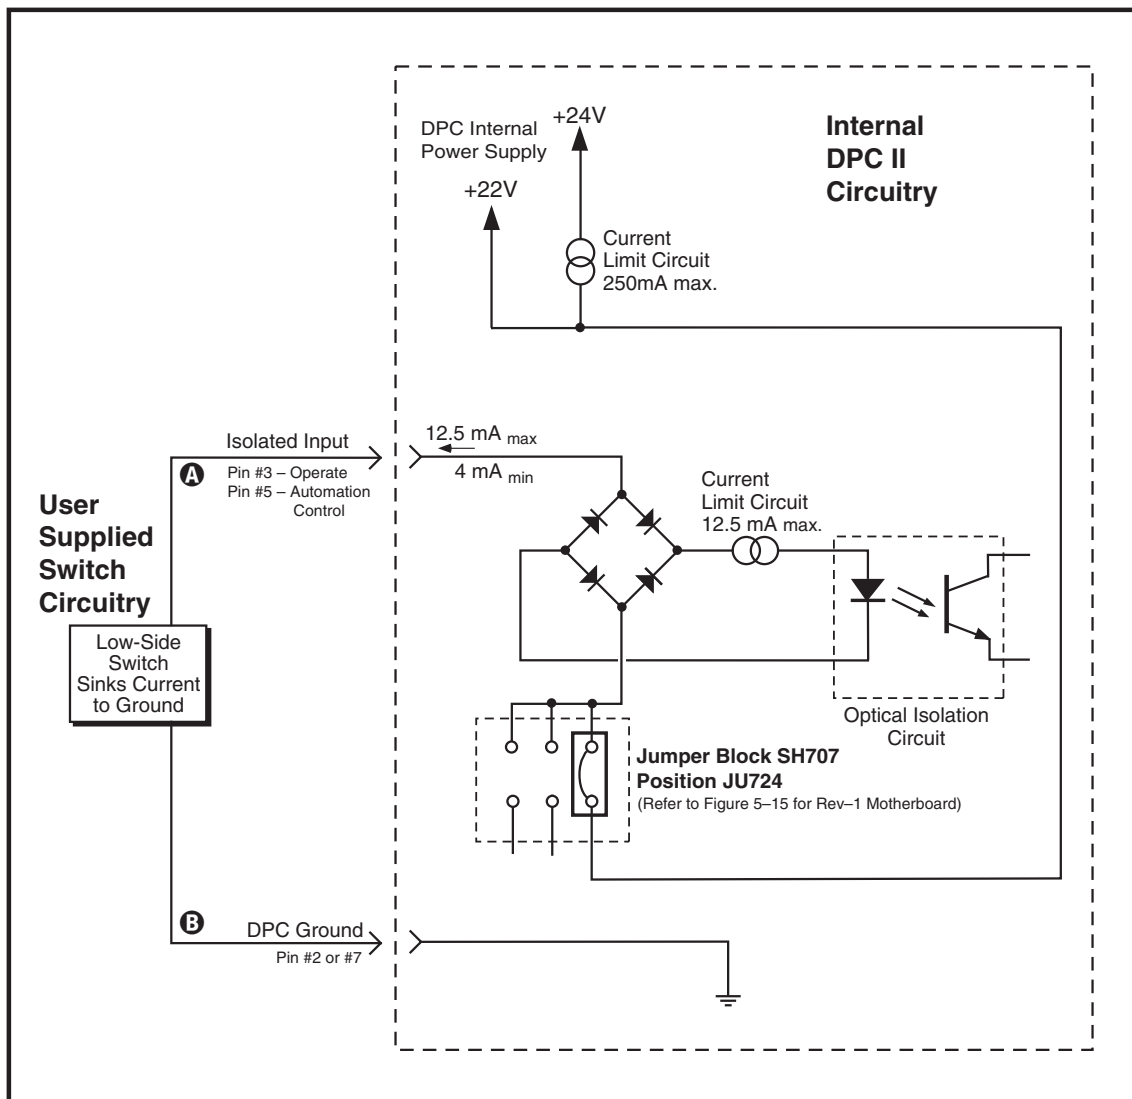 DPC Internal
Power Supply
+24V
+22V
Internal
DPC II
Circuitry
Current
Limit Circuit
250mA max.
Isolated Input
A
Pin #3 – Operate
Pin #5 – Automation
Control
12.5 mA max
4 mA min
User
Supplied
Switch
Circuitry
Current
Limit Circuit
12.5 mA max.
Low-Side
Switch
Sinks Current
to Ground
Optical Isolation
Circuit
Jumper Block SH707
Position JU724
(Refer to Figure 5–15 for Rev–1 Motherboard)
B
DPC Ground
Pin #2 or #7